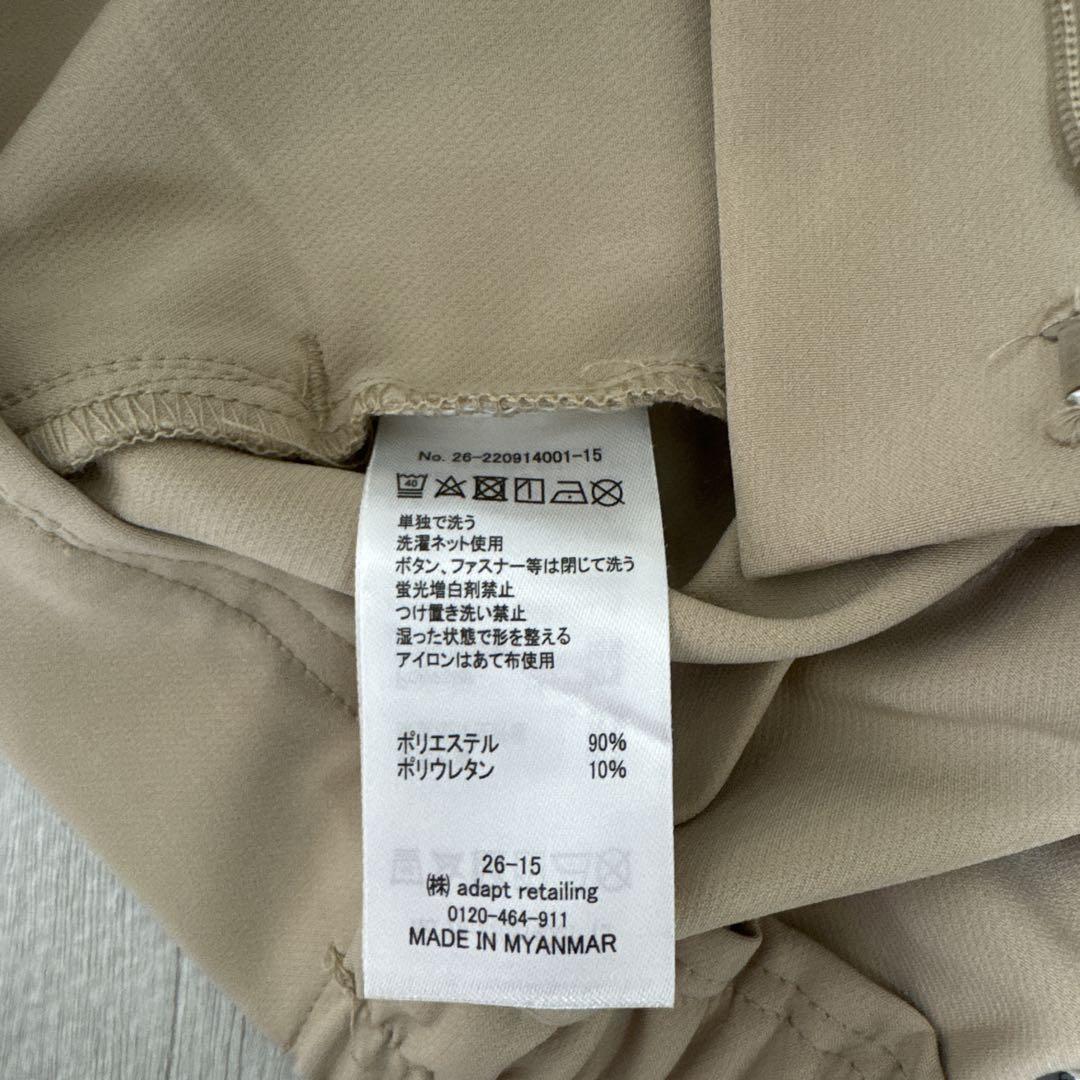 No. 26-220914001-15
40
単独で洗う
洗濯ネット使用
ボタン、ファスナー等は閉じて洗う
蛍光増白剤禁止
つけ置き洗い禁止
湿った状態で形を整える
アイロンはあて布使用
ポリエステル 90%
ポリウレタン 10%
26-15
㈱ adapt retailing
0120-464-911
MADE IN MYANMAR